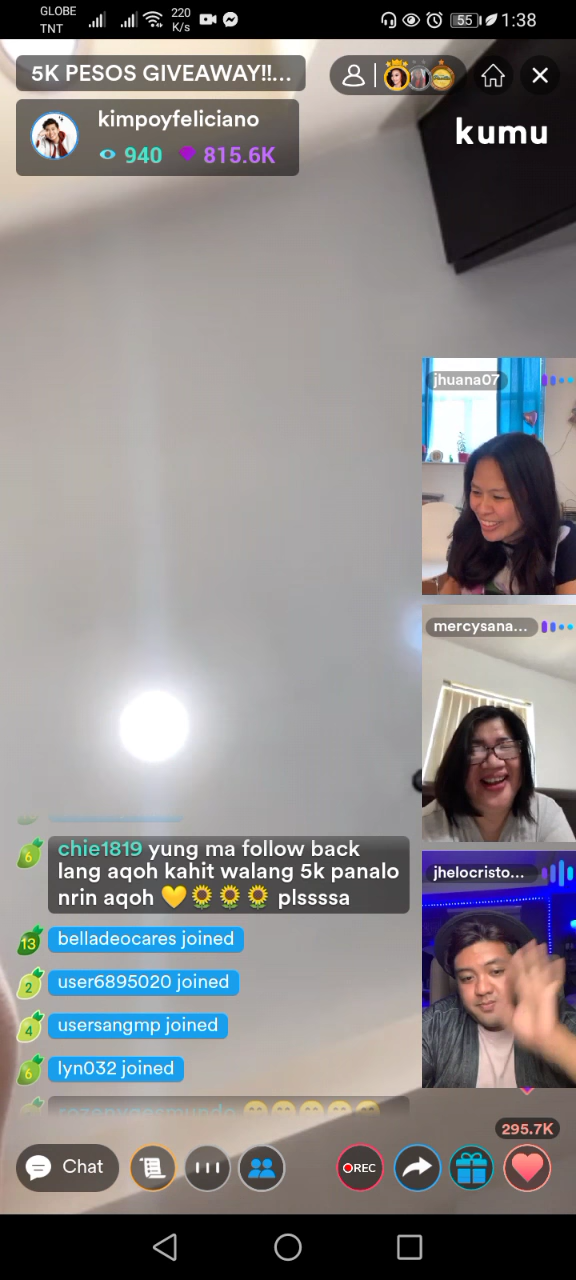 GLOBE
TNT
220
K/s
55
1:38
5K PESOS GIVEAWAY!!...
kimpoyfeliciano
940
815.6K
kumu
jhuana07
mercysana...
jhelocristo...
6
chie1819 yung ma follow back
lang aqoh kahit walang 5k panalo
nrin aqoh 💛🌻🌻🌻 plssssa
13
belladeocares joined
2
user6895020 joined
4
usersangmp joined
6
lyn032 joined
295.7K
Chat
REC